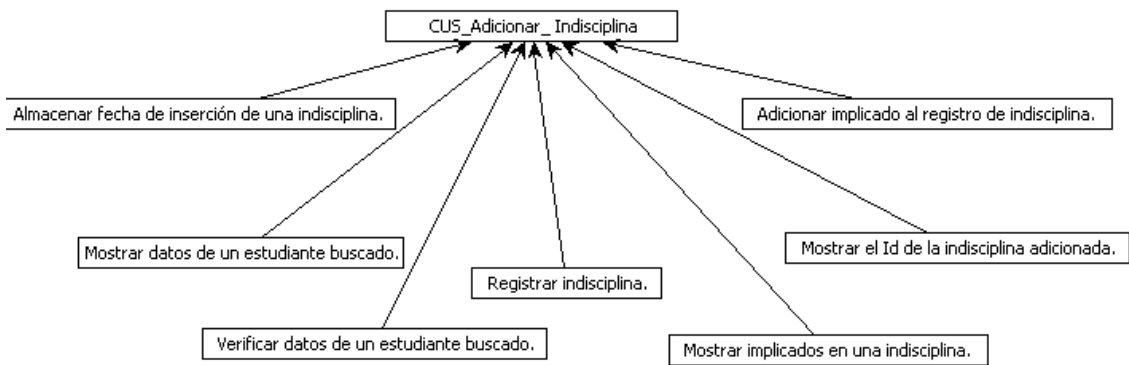 CUS_Adicionar_ Indisciplina
Almacenar fecha de inserción de una indisciplina.
Adicionar implicado al registro de indisciplina.
Mostrar datos de un estudiante buscado.
Mostrar el Id de la indisciplina adicionada.
Registrar indisciplina.
Verificar datos de un estudiante buscado.
Mostrar implicados en una indisciplina.